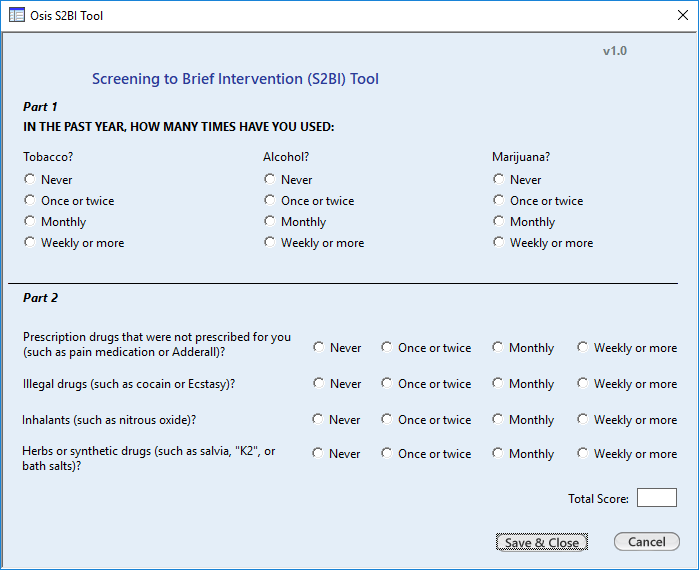 Osis S2BI Tool
v1.0
Screening to Brief Intervention (S2BI) Tool
Part 1
IN THE PAST YEAR, HOW MANY TIMES HAVE YOU USED:
Tobacco? Alcohol? Marijuana?
Never Never Never
Once or twice Once or twice Once or twice
Monthly Monthly Monthly
Weekly or more Weekly or more Weekly or more
Part 2
Prescription drugs that were not prescribed for you
(such as pain medication or Adderall)?
Never Once or twice Monthly Weekly or more
Illegal drugs (such as cocain or Ecstasy)? Never Once or twice Monthly Weekly or more
Inhalants (such as nitrous oxide)? Never Once or twice Monthly Weekly or more
Herbs or synthetic drugs (such as salvia, "K2", or
bath salts)?
Never Once or twice Monthly Weekly or more
Total Score:
Save & Close Cancel